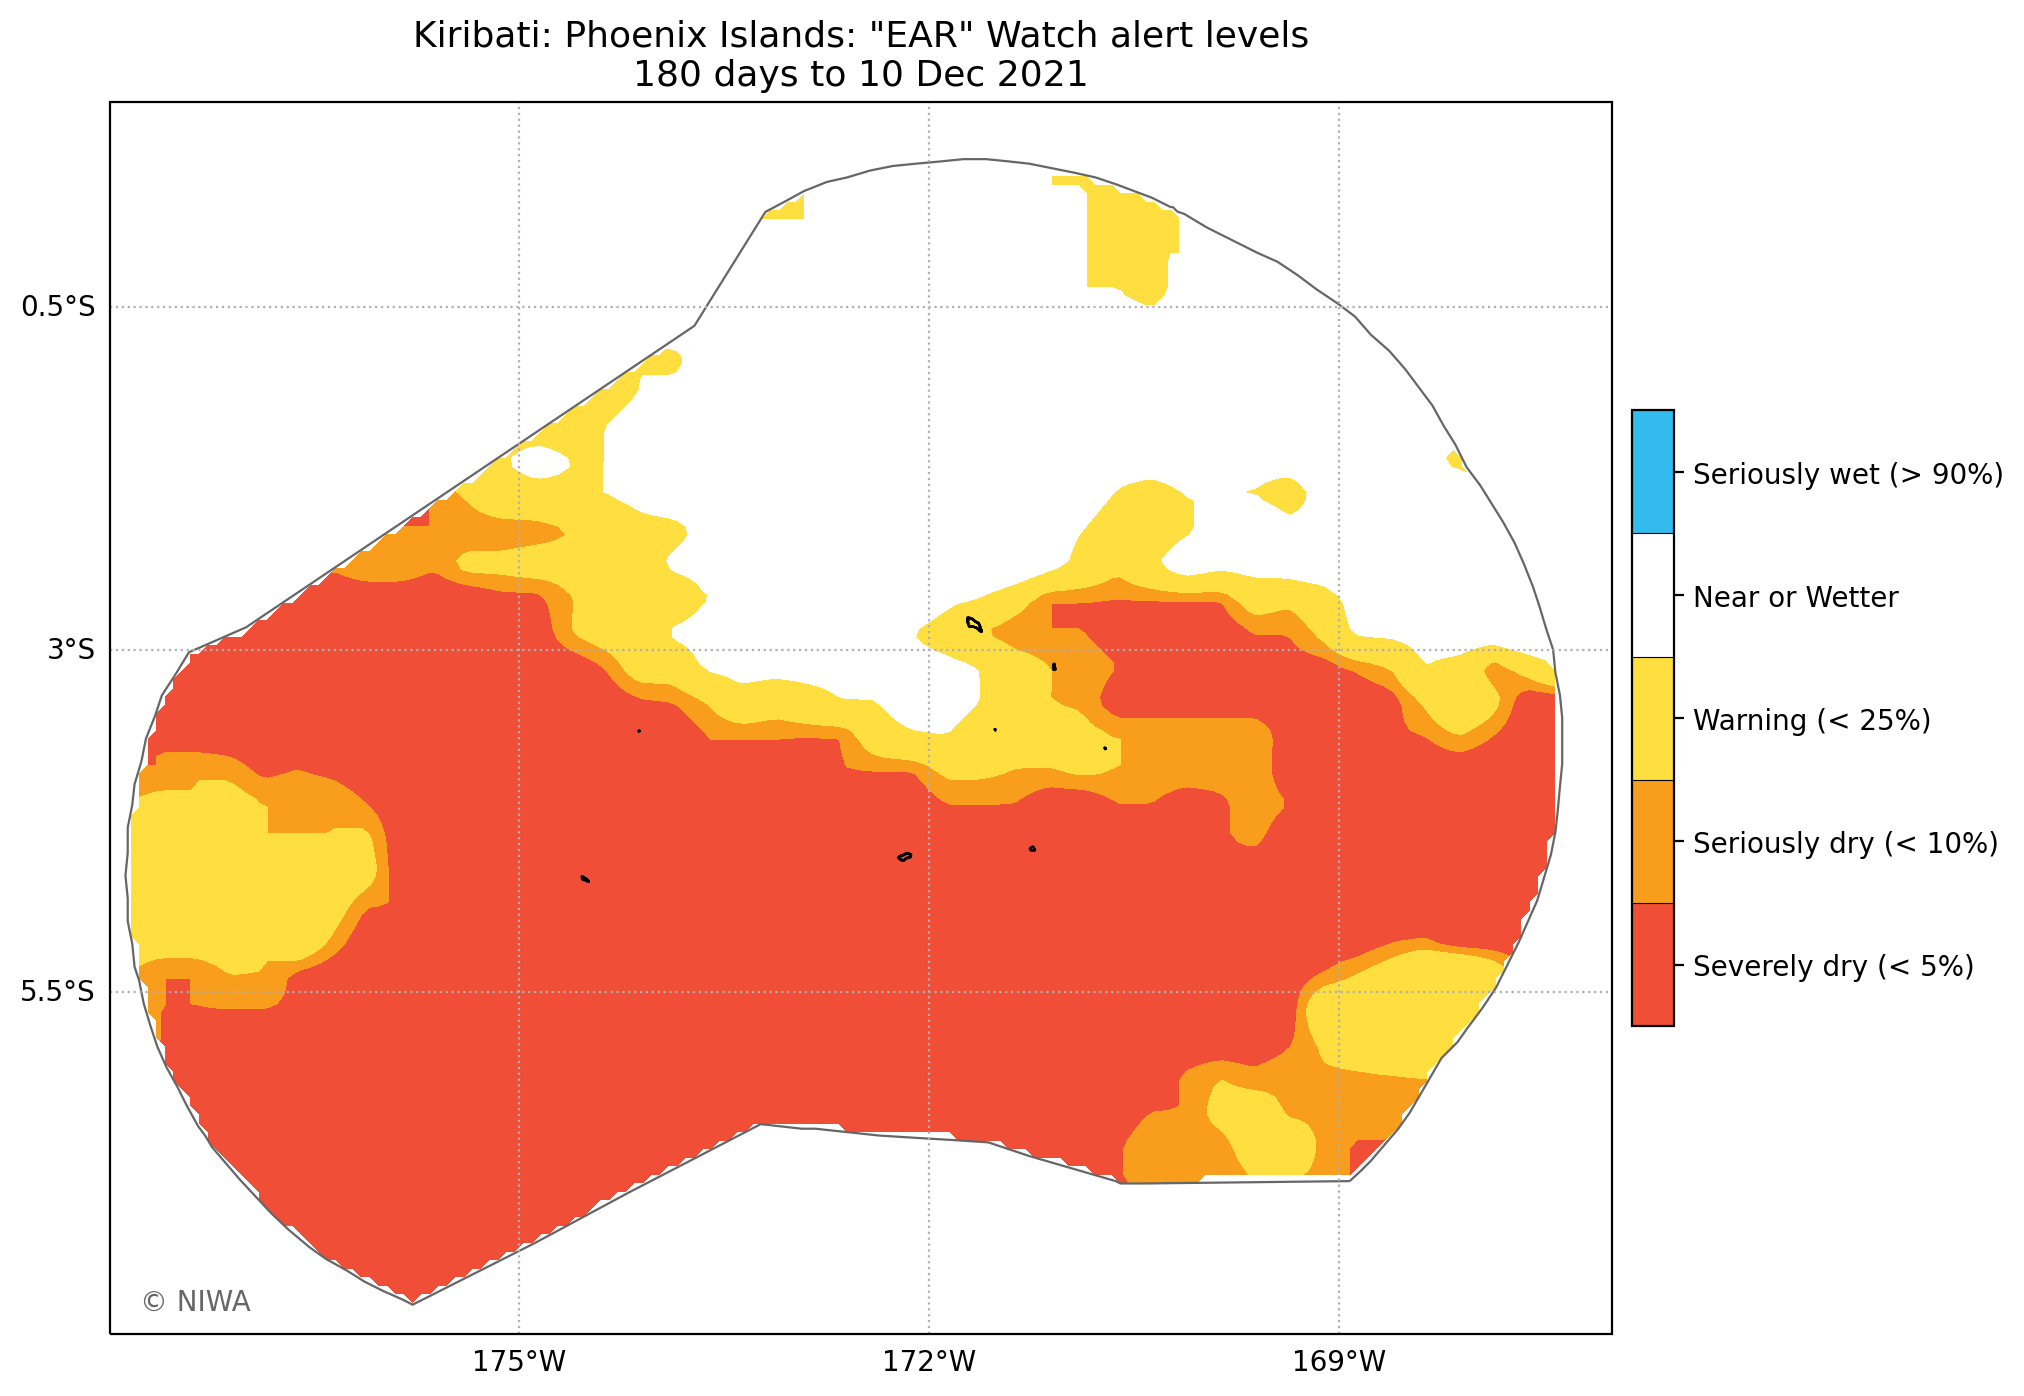 Kiribati: Phoenix Islands: "EAR" Watch alert levels
180 days to 10 Dec 2021
0.5°S
3°S
5.5°S
175°W
172°W
169°W
Seriously wet (> 90%)
Near or Wetter
Warning (< 25%)
Seriously dry (< 10%)
Severely dry (< 5%)
© NIWA